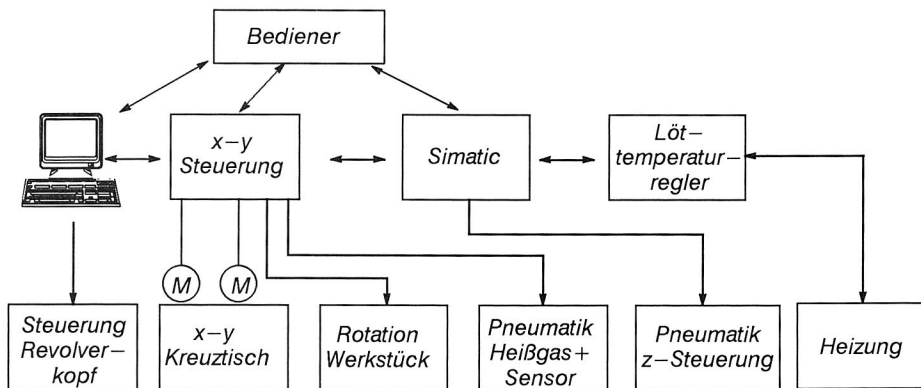 Bediener
x–y
Steuerung
Simatic
Löt–
temperatur–
regler
M
M
Steuerung
Revolver–
kopf
x–y
Kreuztisch
Rotation
Werkstück
Pneumatik
Heißgas+
Sensor
Pneumatik
z–Steuerung
Heizung